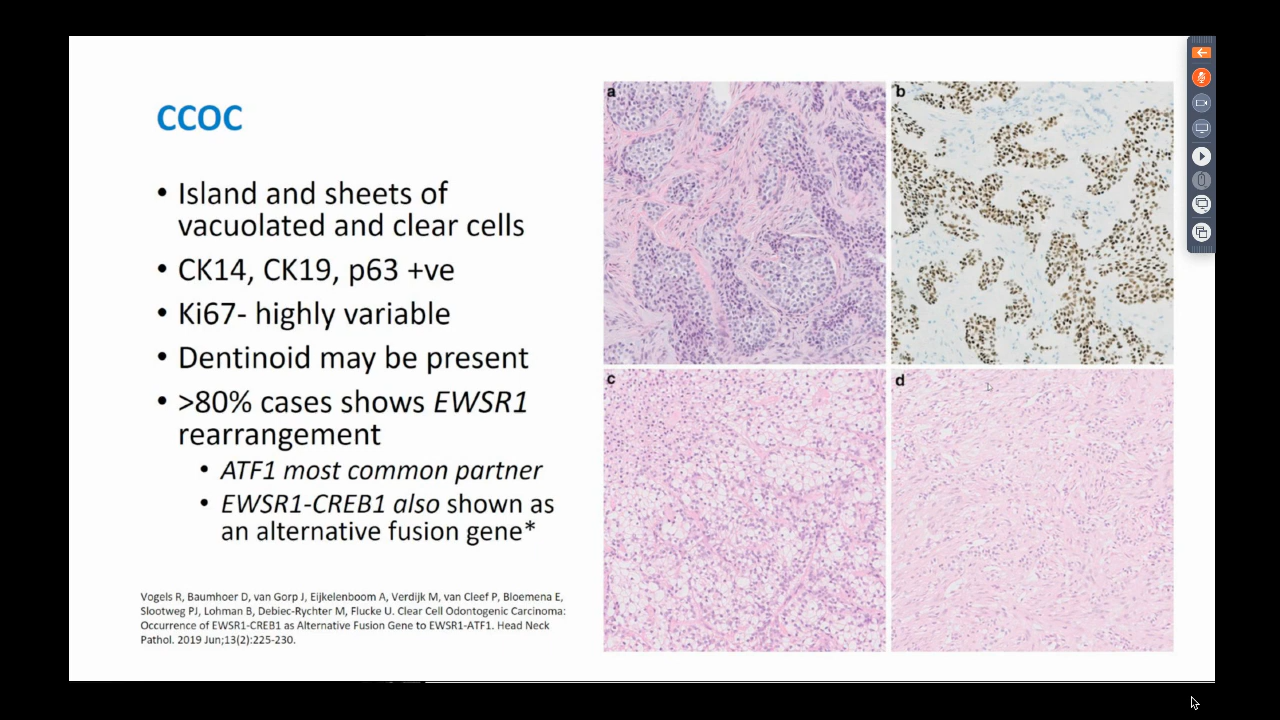 CCOC
• Island and sheets of
vacuolated and clear cells
• CK14, CK19, p63 +ve
• Ki67- highly variable
• Dentinoid may be present
• >80% cases shows EWSR1
rearrangement
• ATF1 most common partner
• EWSR1-CREB1 also shown as
an alternative fusion gene*
Vogels R, Baumhoer D, van Gorp J, Eijkelenboom A, Verdijk M, van Cleef P, Bloemena E,
Slootweg PJ, Lohman B, Debiec-Rychter M, Flucke U. Clear Cell Odontogenic Carcinoma:
Occurrence of EWSR1-CREB1 as Alternative Fusion Gene to EWSR1-ATF1. Head Neck
Pathol. 2019 Jun;13(2):225-230.
a
b
c
d